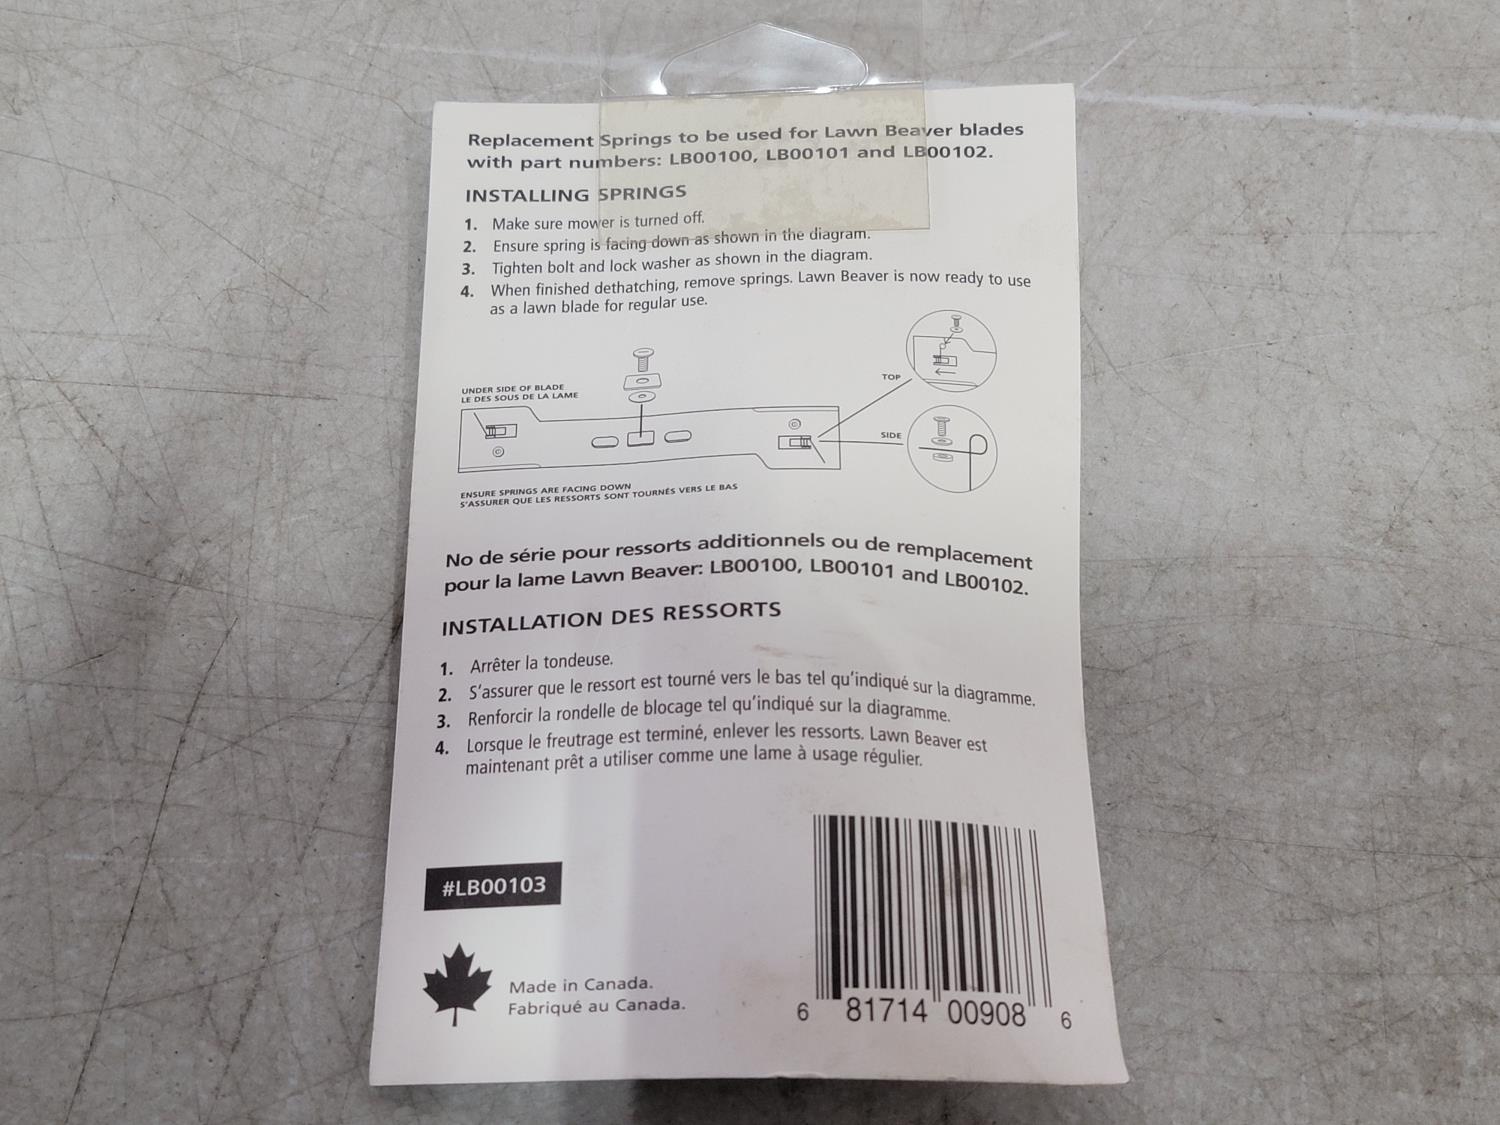 Replacement Springs to be used for Lawn Beaver blades
with part numbers: LB00100, LB00101 and LB00102.
INSTALLING SPRINGS
1. Make sure mower is turned off.
2. Ensure spring is facing down as shown in the diagram.
3. Tighten bolt and lock washer as shown in the diagram.
4. When finished dethatching, remove springs. Lawn Beaver is now ready to use
as a lawn blade for regular use.
UNDER SIDE OF BLADE
LE DES SOUS DE LA LAME
TOP
SIDE
ENSURE SPRINGS ARE FACING DOWN
S'ASSURER QUE LES RESSORTS SONT TOURNÉS VERS LE BAS
No de série pour ressorts additionnels ou de remplacement
pour la lame Lawn Beaver: LB00100, LB00101 and LB00102.
INSTALLATION DES RESSORTS
1. Arrêter la tondeuse.
2. S'assurer que le ressort est tourné vers le bas tel qu'indiqué sur la diagramme.
3. Renforcir la rondelle de blocage tel qu'indiqué sur la diagramme.
4. Lorsque le freutrage est terminé, enlever les ressorts. Lawn Beaver est
maintenant prêt a utiliser comme une lame à usage régulier.
#LB00103
Made in Canada.
Fabriqué au Canada.
6 81714 00908 6